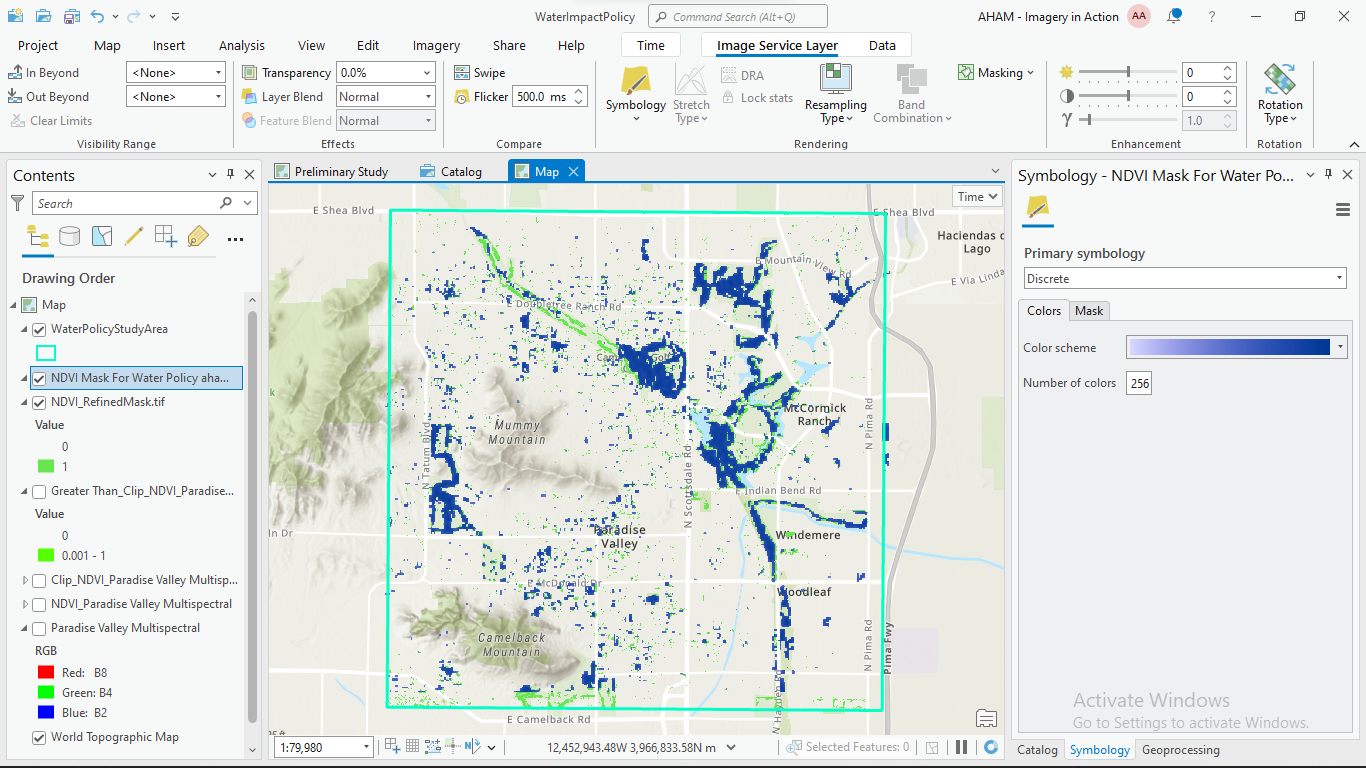 WaterImpactPolicy
Command Search (Alt+Q)
AHAM - Imagery in Action
AA
?
Project
Map
Insert
Analysis
View
Edit
Imagery
Share
Help
Time
Image Service Layer
Data
In Beyond
<None>
Out Beyond
<None>
Clear Limits
Visibility Range
Transparency
0.0%
Layer Blend
Normal
Feature Blend
Normal
Effects
Swipe
Flicker
500.0 ms
Compare
Symbology
Stretch
Type
DRA
Lock stats
Resampling
Type
Band
Combination
Masking
Rendering
0
0
γ
1.0
Enhancement
Rotation
Type
Rotation
Contents
Search
Drawing Order
Map
WaterPolicyStudyArea
NDVI Mask For Water Policy aha...
NDVI_RefinedMask.tif
Value
0
1
Greater Than_Clip_NDVI_Paradise...
Value
0
0.001 - 1
Clip_NDVI_Paradise Valley Multisp...
NDVI_Paradise Valley Multispectral
Paradise Valley Multispectral
RGB
Red: B8
Green: B4
Blue: B2
World Topographic Map
Preliminary Study
Catalog
Map
Time
E Shea Blvd
E Shea Blvd
Haciendas
Lago
E Mountain View Rd
E Via Linda
E Doubletree Ranch Rd
McCormick
Ranch
N Pima Rd
Mummy
Mountain
N Tatum Blvd
N Scottsdale Rd
E Indian Bend Rd
ln Dr
Paradise
Valley
Windemere
E McDonald Dr
Woodleaf
Camelback
Mountain
N Pima Rd
Pima Fwy
N Hayden
E Camelback Rd
1:79,980
12,452,943.48W 3,966,833.58N m
Selected Features: 0
Symbology - NDVI Mask For Water Po...
Primary symbology
Discrete
Colors
Mask
Color scheme
Number of colors
256
Activate Windows
Go to Settings to activate Windows.
Catalog
Symbology
Geoprocessing